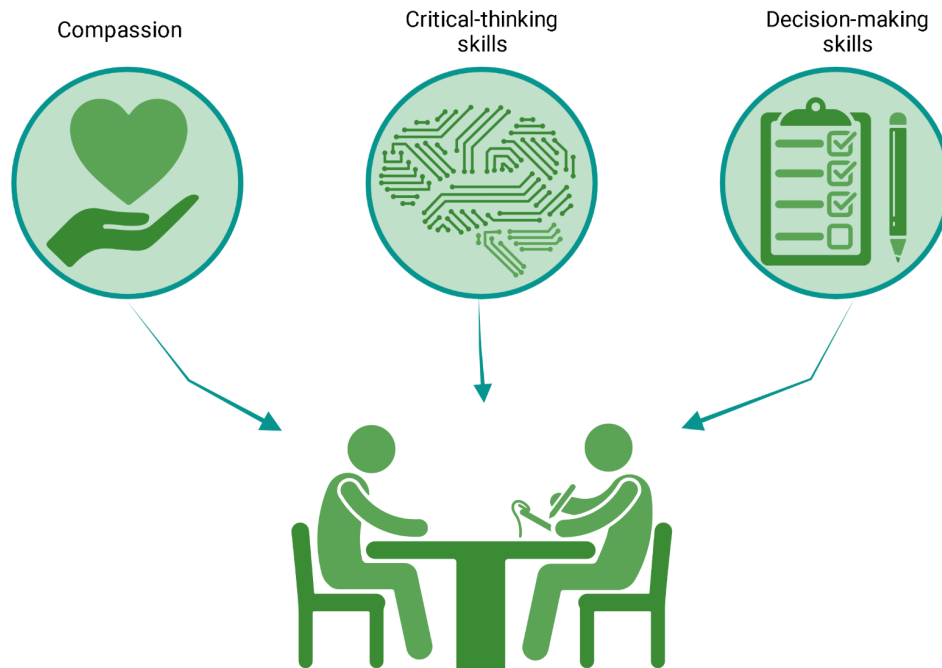 Compassion
Critical-thinking
skills
Decision-making
skills